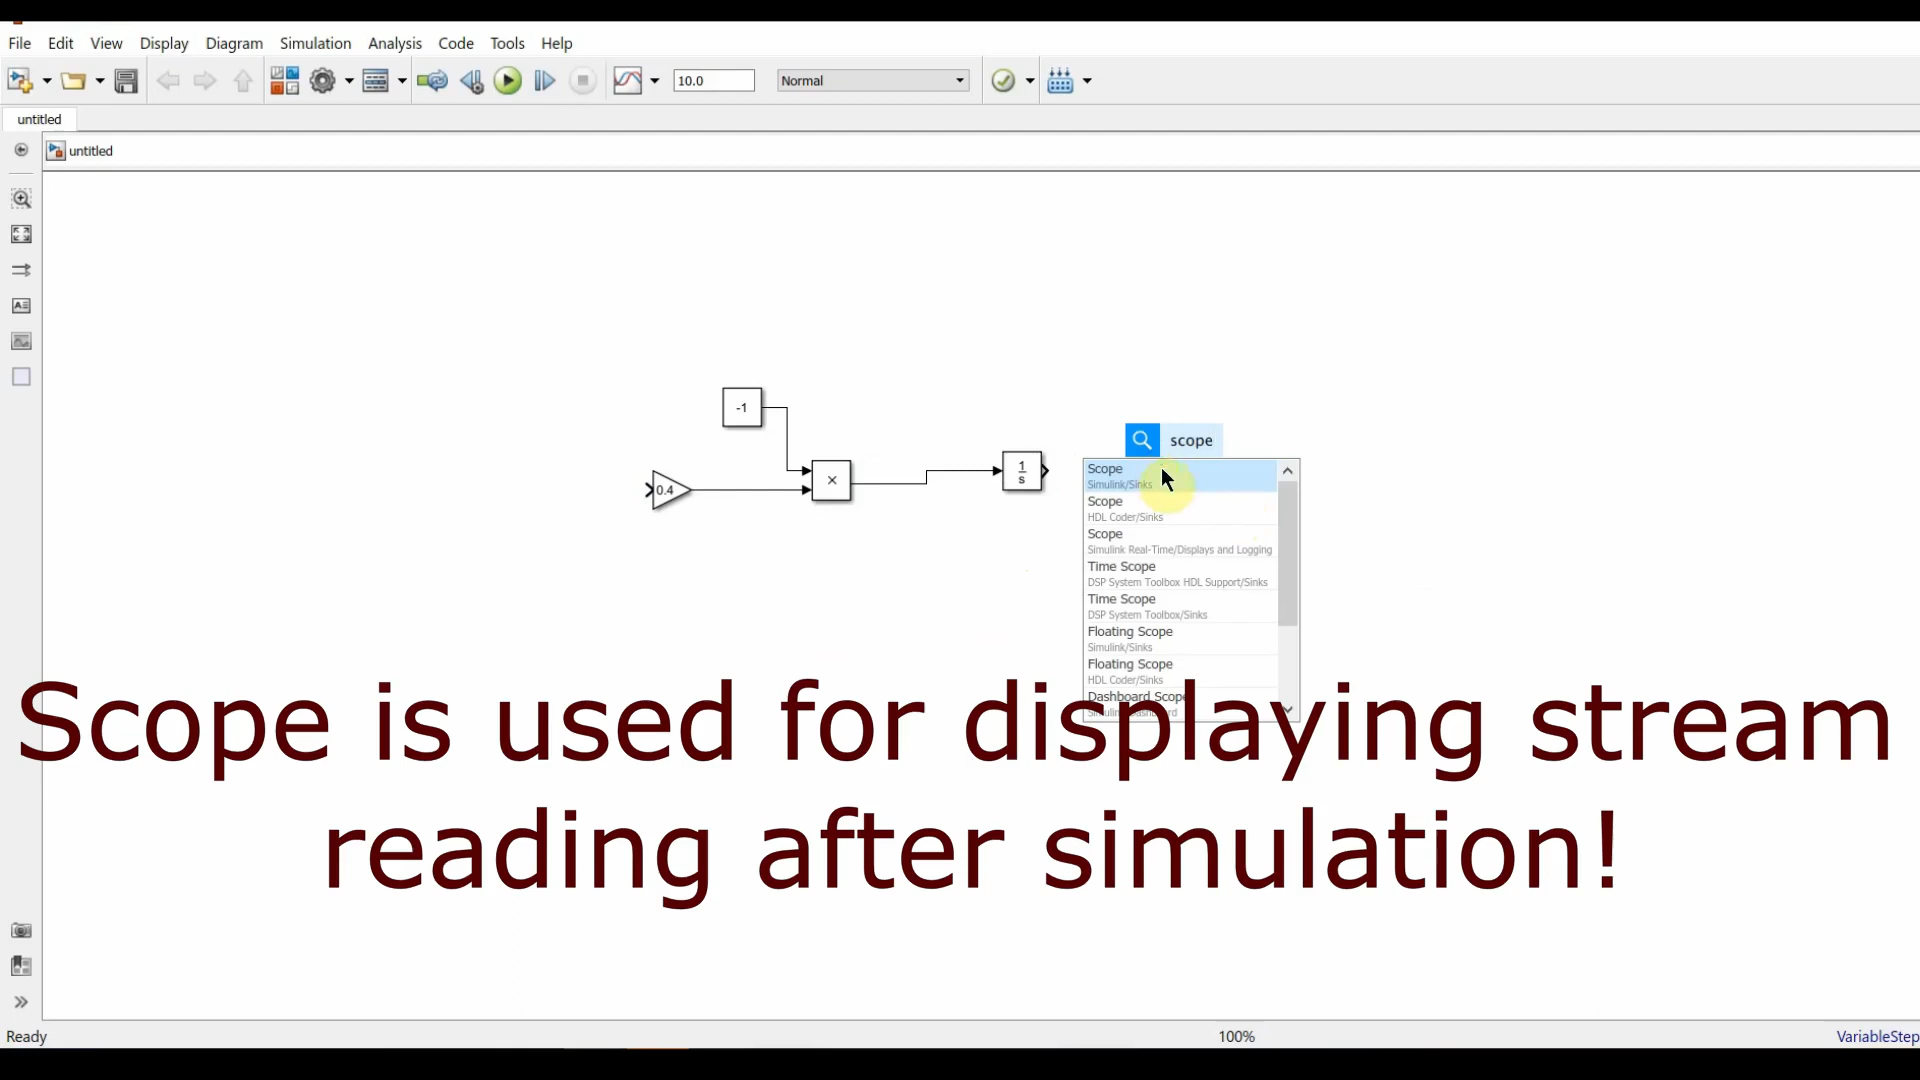 File Edit View Display Diagram Simulation Analysis Code Tools Help
10.0 Normal
untitled
untitled
-1
0.4
×
1
s
scope
Scope
Simulink/Sinks
Scope
HDL Coder/Sinks
Scope
Simulink Real-Time/Displays and Logging
Time Scope
DSP System Toolbox HDL Support/Sinks
Time Scope
DSP System Toolbox/Sinks
Floating Scope
Simulink/Sinks
Floating Scope
HDL Coder/Sinks
Dashboard Scope
Scope is used for displaying stream
reading after simulation!
Ready 100% VariableStep